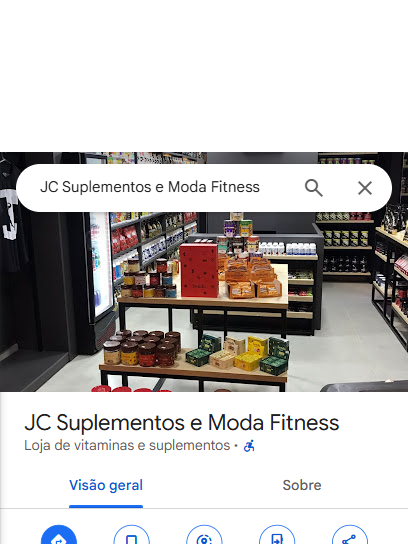 JC Suplementos e Moda Fitness
JC Suplementos e Moda Fitness
Loja de vitaminas e suplementos ·
Visão geral
Sobre